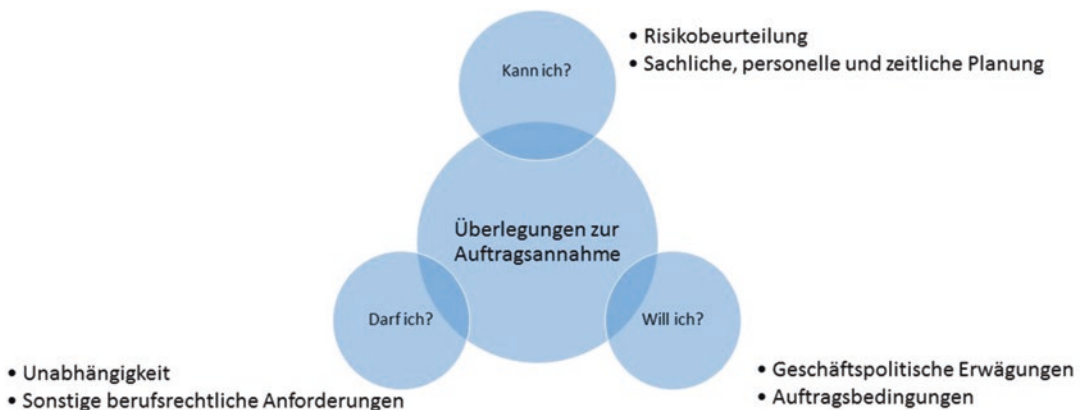 Kann ich?
• Risikobeurteilung
• Sachliche, personelle und zeitliche Planung
Überlegungen zur
Auftragsannahme
Darf ich?
• Unabhängigkeit
• Sonstige berufsrechtliche Anforderungen
Will ich?
• Geschäftspolitische Erwägungen
• Auftragsbedingungen